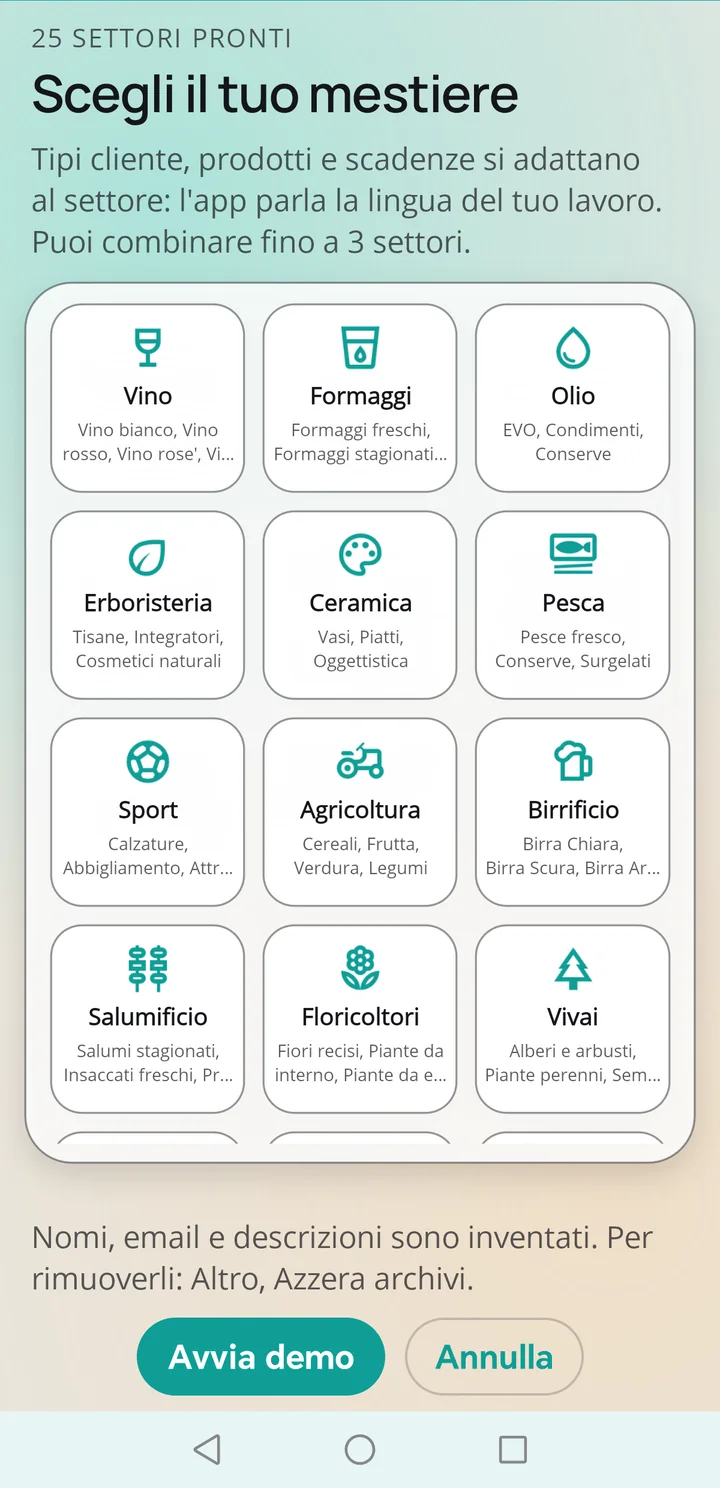 25 SETTORI PRONTI
Scegli il tuo mestiere
Tipi cliente, prodotti e scadenze si adattano
al settore: l'app parla la lingua del tuo lavoro.
Puoi combinare fino a 3 settori.
Vino
Vino bianco, Vino
rosso, Vino rose', Vi...
Formaggi
Formaggi freschi,
Formaggi stagionati...
Olio
EVO, Condimenti,
Conserve
Erboristeria
Tisane, Integratori,
Cosmetici naturali
Ceramica
Vasi, Piatti,
Oggettistica
Pesca
Pesce fresco,
Conserve, Surgelati
Sport
Calzature,
Abbigliamento, Attr...
Agricoltura
Cereali, Frutta,
Verdura, Legumi
Birrificio
Birra Chiara,
Birra Scura, Birra Ar...
Salumificio
Salumi stagionati,
Insaccati freschi, Pr...
Floricoltori
Fiori recisi, Piante da
interno, Piante da e...
Vivai
Alberi e arbusti,
Piante perenni, Sem...
Nomi, email e descrizioni sono inventati. Per
rimuoverli: Altro, Azzera archivi.
Avvia demo
Annulla